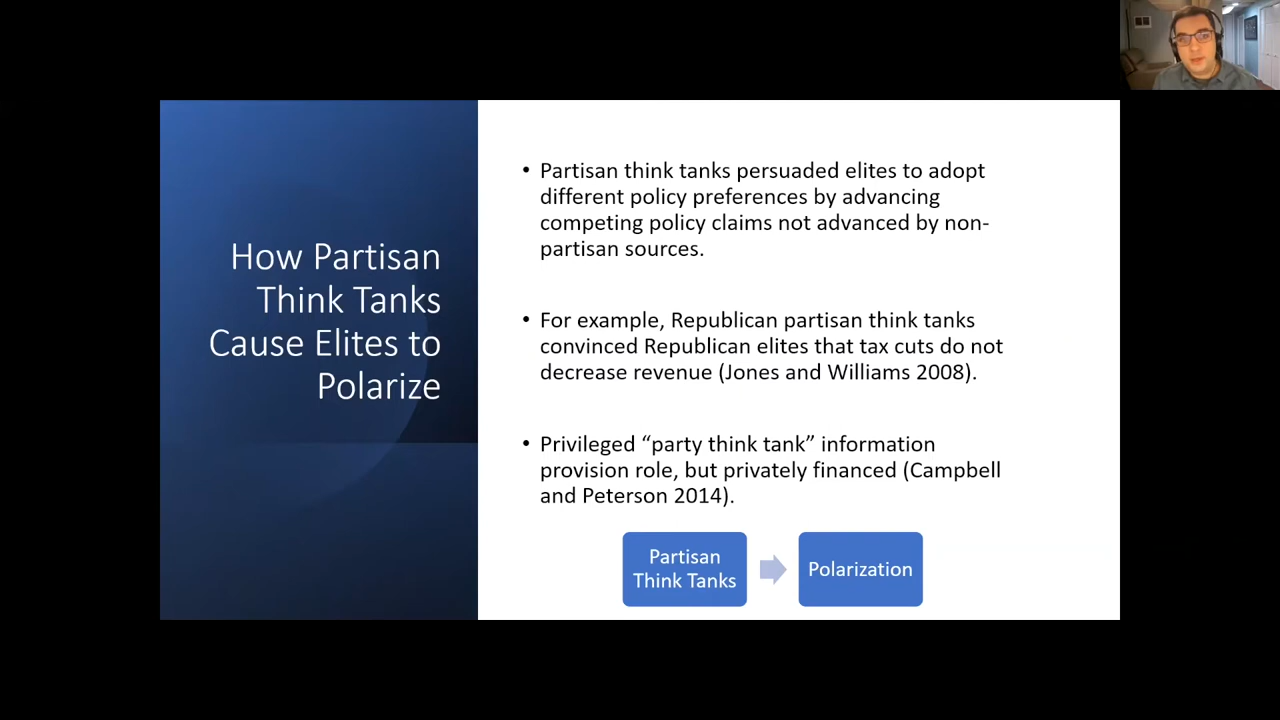 How Partisan
Think Tanks
Cause Elites to
Polarize
• Partisan think tanks persuaded elites to adopt
different policy preferences by advancing
competing policy claims not advanced by non-
partisan sources.
• For example, Republican partisan think tanks
convinced Republican elites that tax cuts do not
decrease revenue (Jones and Williams 2008).
• Privileged “party think tank” information
provision role, but privately financed (Campbell
and Peterson 2014).
Partisan
Think Tanks
Polarization